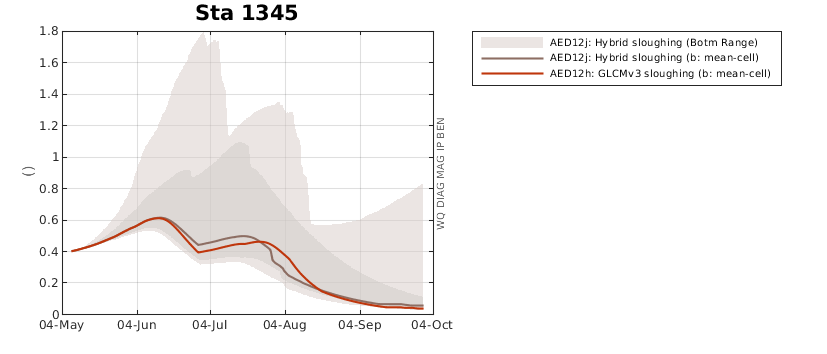 Sta 1345
1.8
1.6
1.4
1.2
1
0.8
0.6
0.4
0.2
0
()
04-May
04-Jun
04-Jul
04-Aug
04-Sep
04-Oct
WQ DIAG MAG IP BEN
AED12j: Hybrid sloughing (Botm Range)
AED12j: Hybrid sloughing (b: mean-cell)
AED12h: GLCMv3 sloughing (b: mean-cell)